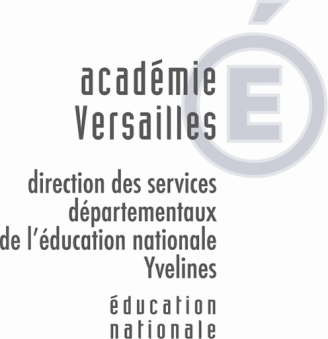 académie
Versailles
É
direction des services
départementaux
de l'éducation nationale
Yvelines
éducation
nationale